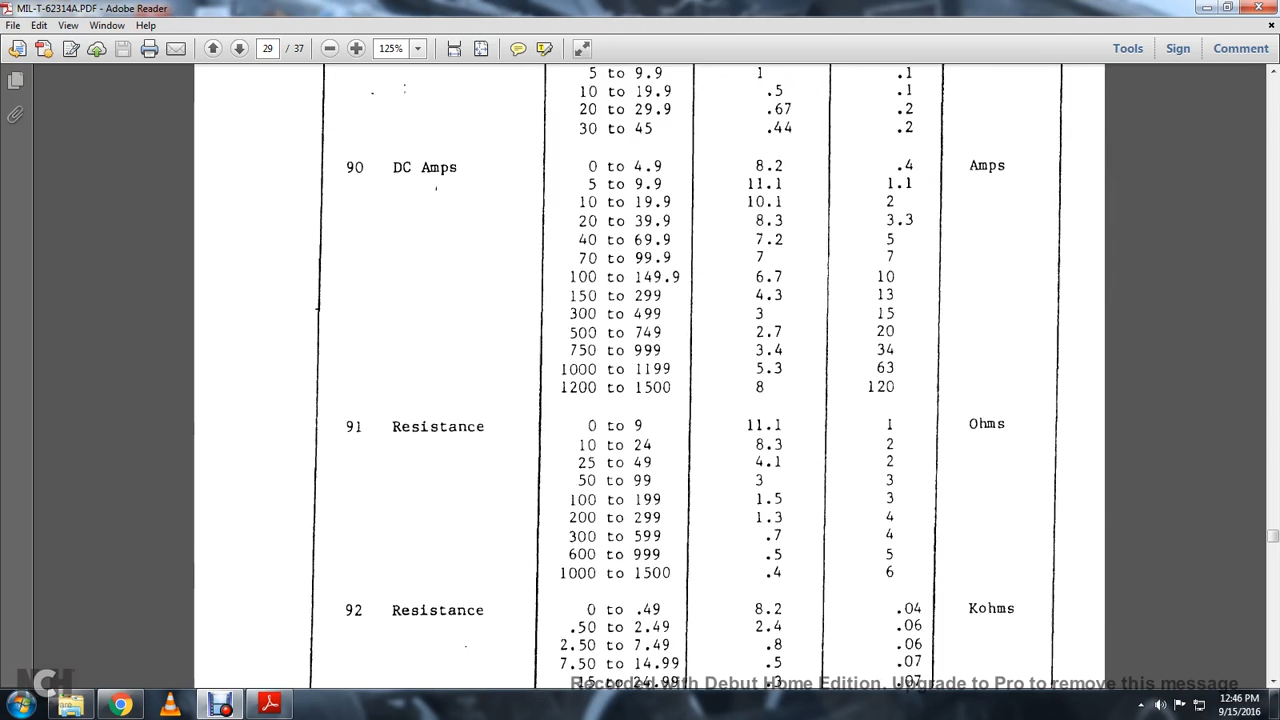 MIL-T-62314A.PDF - Adobe Reader
File Edit View Window Help
29 / 37 125% Tools Sign Comment
5 to 9.9 1 .1
10 to 19.9 .5 .1
20 to 29.9 .67 .2
30 to 45 .44 .2
90 DC Amps 0 to 4.9 8.2 .4 Amps
5 to 9.9 11.1 1.1
10 to 19.9 10.1 2
20 to 39.9 8.3 3.3
40 to 69.9 7.2 5
70 to 99.9 7 7
100 to 149.9 6.7 10
150 to 299 4.3 13
300 to 499 3 15
500 to 749 2.7 20
750 to 999 3.4 34
1000 to 1199 5.3 63
1200 to 1500 8 120
91 Resistance 0 to 9 11.1 1 Ohms
10 to 24 8.3 2
25 to 49 4.1 2
50 to 99 3 3
100 to 199 1.5 3
200 to 299 1.3 4
300 to 599 .7 4
600 to 999 .5 5
1000 to 1500 .4 6
92 Resistance 0 to .49 8.2 .04 Kohms
.50 to 2.49 2.4 .06
2.50 to 7.49 .8 .06
7.50 to 14.99 .5 .07
15 to 24.99 .3 .07
Recorded with Debut Home Edition. Upgrade to Pro to remove this message
12:46 PM
9/15/2016